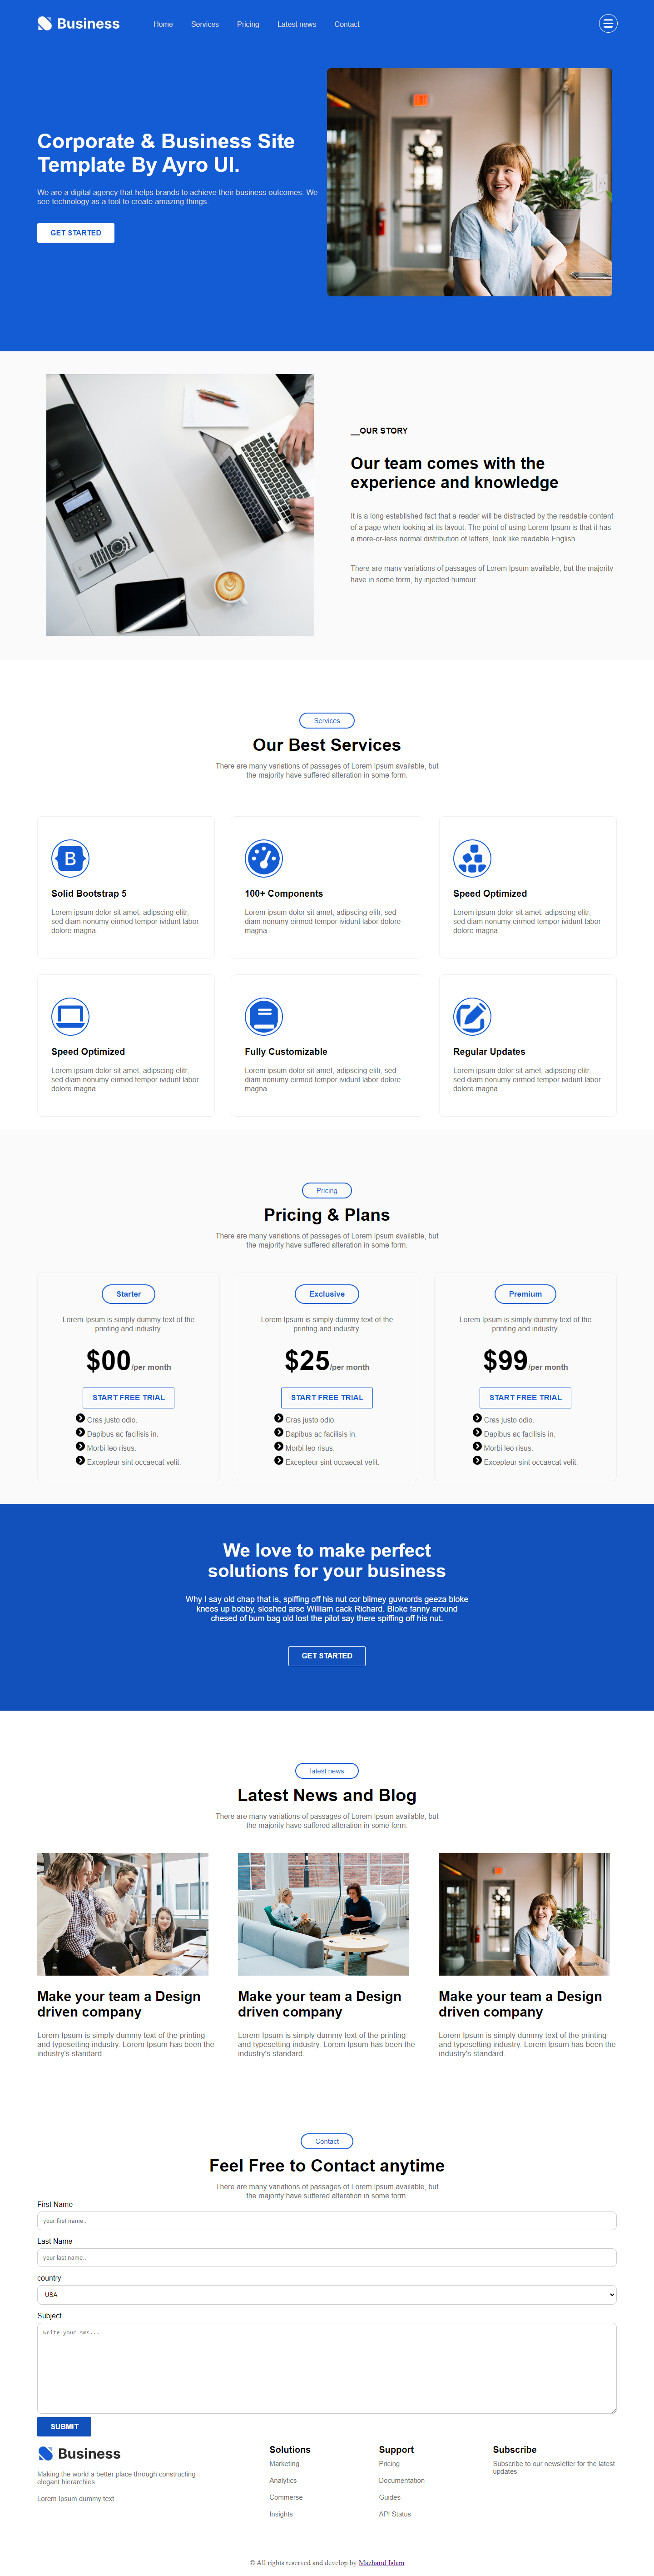 Business
Home Services Pricing Latest news Contact
Corporate & Business Site
Template By Ayro UI.
We are a digital agency that helps brands to achieve their business outcomes. We
see technology as a tool to create amazing things.
GET STARTED
__OUR STORY
Our team comes with the
experience and knowledge
It is a long established fact that a reader will be distracted by the readable content
of a page when looking at its layout. The point of using Lorem Ipsum is that it has
a more-or-less normal distribution of letters, look like readable English.
There are many variations of passages of Lorem Ipsum available, but the majority
have in some form, by injected humour.
Services
Our Best Services
There are many variations of passages of Lorem Ipsum available, but
the majority have suffered alteration in some form.
B
Solid Bootstrap 5
Lorem ipsum dolor sit amet, adipscing elitr,
sed diam nonumy eirmod tempor ividunt labor
dolore magna.
100+ Components
Lorem ipsum dolor sit amet, adipscing elitr, sed
diam nonumy eirmod tempor ividunt labor dolore
magna.
Speed Optimized
Lorem ipsum dolor sit amet, adipscing elitr,
sed diam nonumy eirmod tempor ividunt labor
dolore magna.
Speed Optimized
Lorem ipsum dolor sit amet, adipscing elitr,
sed diam nonumy eirmod tempor ividunt labor
dolore magna.
Fully Customizable
Lorem ipsum dolor sit amet, adipscing elitr, sed
diam nonumy eirmod tempor ividunt labor dolore
magna.
Regular Updates
Lorem ipsum dolor sit amet, adipscing elitr,
sed diam nonumy eirmod tempor ividunt labor
dolore magna.
Pricing
Pricing & Plans
There are many variations of passages of Lorem Ipsum available, but
the majority have suffered alteration in some form.
Starter
Lorem Ipsum is simply dummy text of the
printing and industry.
$00/per month
START FREE TRIAL
Cras justo odio.
Dapibus ac facilisis in.
Morbi leo risus.
Excepteur sint occaecat velit.
Exclusive
Lorem Ipsum is simply dummy text of the
printing and industry.
$25/per month
START FREE TRIAL
Cras justo odio.
Dapibus ac facilisis in.
Morbi leo risus.
Excepteur sint occaecat velit.
Premium
Lorem Ipsum is simply dummy text of the
printing and industry.
$99/per month
START FREE TRIAL
Cras justo odio.
Dapibus ac facilisis in.
Morbi leo risus.
Excepteur sint occaecat velit.
We love to make perfect
solutions for your business
Why I say old chap that is, spiffing off his nut cor blimey guvnords geeza bloke
knees up bobby, sloshed arse William cack Richard. Bloke fanny around
chesed of bum bag old lost the pilot say there spiffing off his nut.
GET STARTED
latest news
Latest News and Blog
There are many variations of passages of Lorem Ipsum available, but
the majority have suffered alteration in some form.
Make your team a Design
driven company
Lorem Ipsum is simply dummy text of the printing
and typesetting industry. Lorem Ipsum has been the
industry's standard.
Make your team a Design
driven company
Lorem Ipsum is simply dummy text of the printing
and typesetting industry. Lorem Ipsum has been the
industry's standard.
Make your team a Design
driven company
Lorem Ipsum is simply dummy text of the printing
and typesetting industry. Lorem Ipsum has been the
industry's standard.
Contact
Feel Free to Contact anytime
There are many variations of passages of Lorem Ipsum available, but
the majority have suffered alteration in some form.
First Name
your first name..
Last Name
your last name..
country
USA
Subject
Write your sms...
SUBMIT
Business
Making the world a better place through constructing
elegant hierarchies.
Lorem Ipsum dummy text
Solutions
Marketing
Analytics
Commerse
Insights
Support
Pricing
Documentation
Guides
API Status
Subscribe
Subscribe to our newsletter for the latest
updates
© All rights reserved and develop by Mazharul Islam